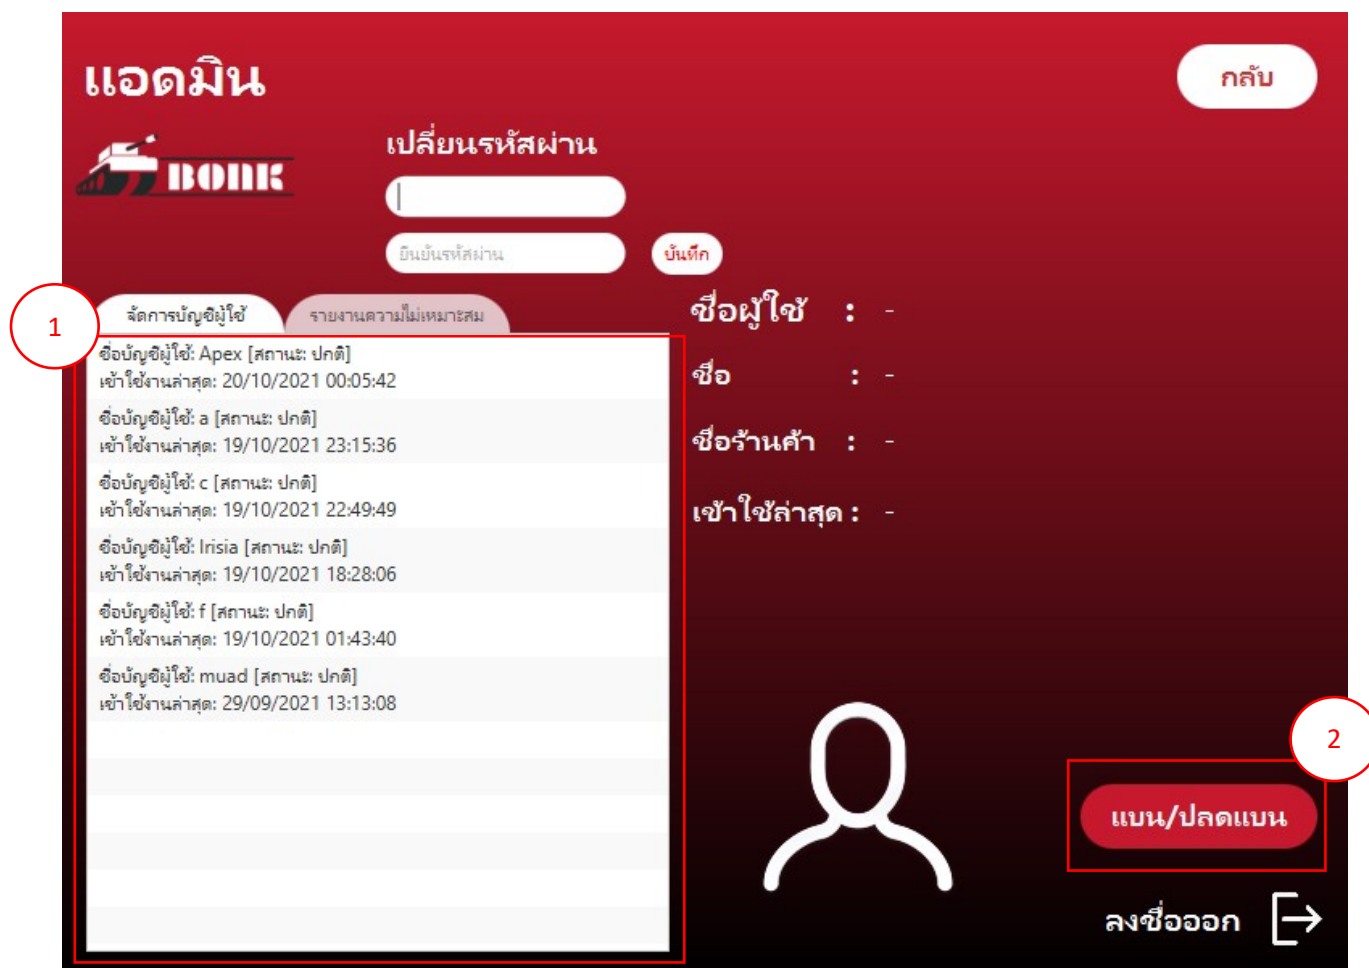 แอดมิน
กลับ
BONK
เปลี่ยนรหัสผ่าน
ยืนยันรหัสผ่าน
บันทึก
1
จัดการบัญชีผู้ใช้
รายงานความไม่เหมาะสม
ชื่อบัญชีผู้ใช้: Apex [สถานะ: ปกติ]
เข้าใช้งานล่าสุด: 20/10/2021 00:05:42
ชื่อบัญชีผู้ใช้: a [สถานะ: ปกติ]
เข้าใช้งานล่าสุด: 19/10/2021 23:15:36
ชื่อบัญชีผู้ใช้: c [สถานะ: ปกติ]
เข้าใช้งานล่าสุด: 19/10/2021 22:49:49
ชื่อบัญชีผู้ใช้: Irisia [สถานะ: ปกติ]
เข้าใช้งานล่าสุด: 19/10/2021 18:28:06
ชื่อบัญชีผู้ใช้: f [สถานะ: ปกติ]
เข้าใช้งานล่าสุด: 19/10/2021 01:43:40
ชื่อบัญชีผู้ใช้: muad [สถานะ: ปกติ]
เข้าใช้งานล่าสุด: 29/09/2021 13:13:08
ชื่อผู้ใช้ : -
ชื่อ : -
ชื่อร้านค้า : -
เข้าใช้ล่าสุด : -
2
แบน/ปลดแบน
ลงชื่อออก